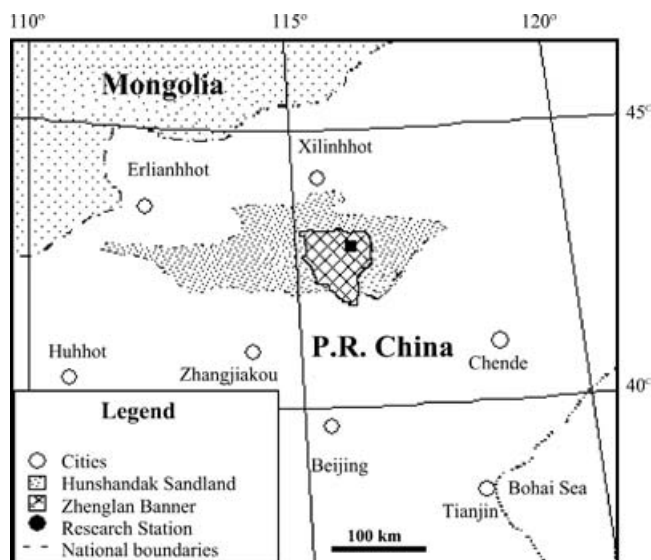 110°
115°
120°
Mongolia
45°
Xilinhhot
Erlianhhot
P.R. China
Huhhot
Zhangjiakou
Chende
40°
Legend
Cities
Hunshandak Sandland
Zhenglan Banner
Research Station
National boundaries
Beijing
Tianjin
Bohai Sea
100 km